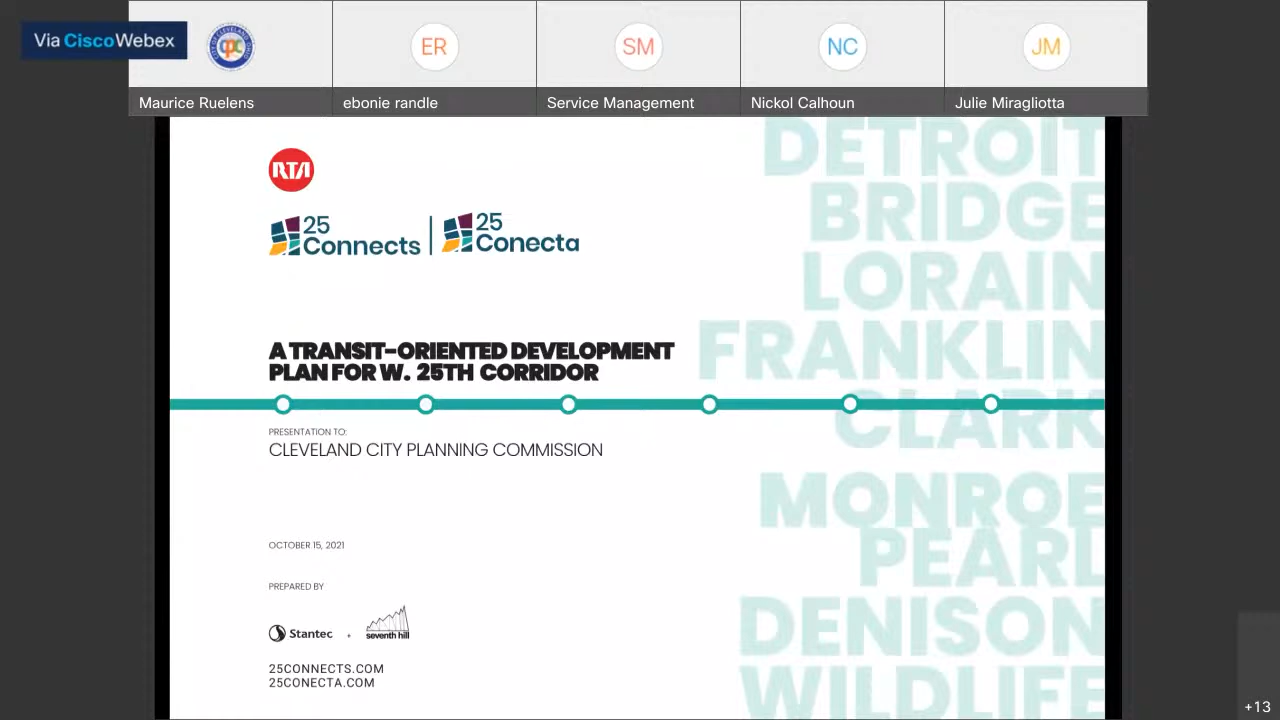 Via Cisco Webex
ER
SM
NC
JM
Maurice Ruelens
ebonie randle
Service Management
Nickol Calhoun
Julie Miragliotta
RTA
25 Connects
25 Conecta
A TRANSIT-ORIENTED DEVELOPMENT
PLAN FOR W. 25TH CORRIDOR
PRESENTATION TO:
CLEVELAND CITY PLANNING COMMISSION
OCTOBER 15, 2021
PREPARED BY
Stantec + seventh hill
25CONNECTS.COM
25CONECTA.COM
DETROIT
BRIDGE
LORAIN
FRANKLIN
CLARK
MONROE
PEARL
DENISON
WILDLIFE
+13